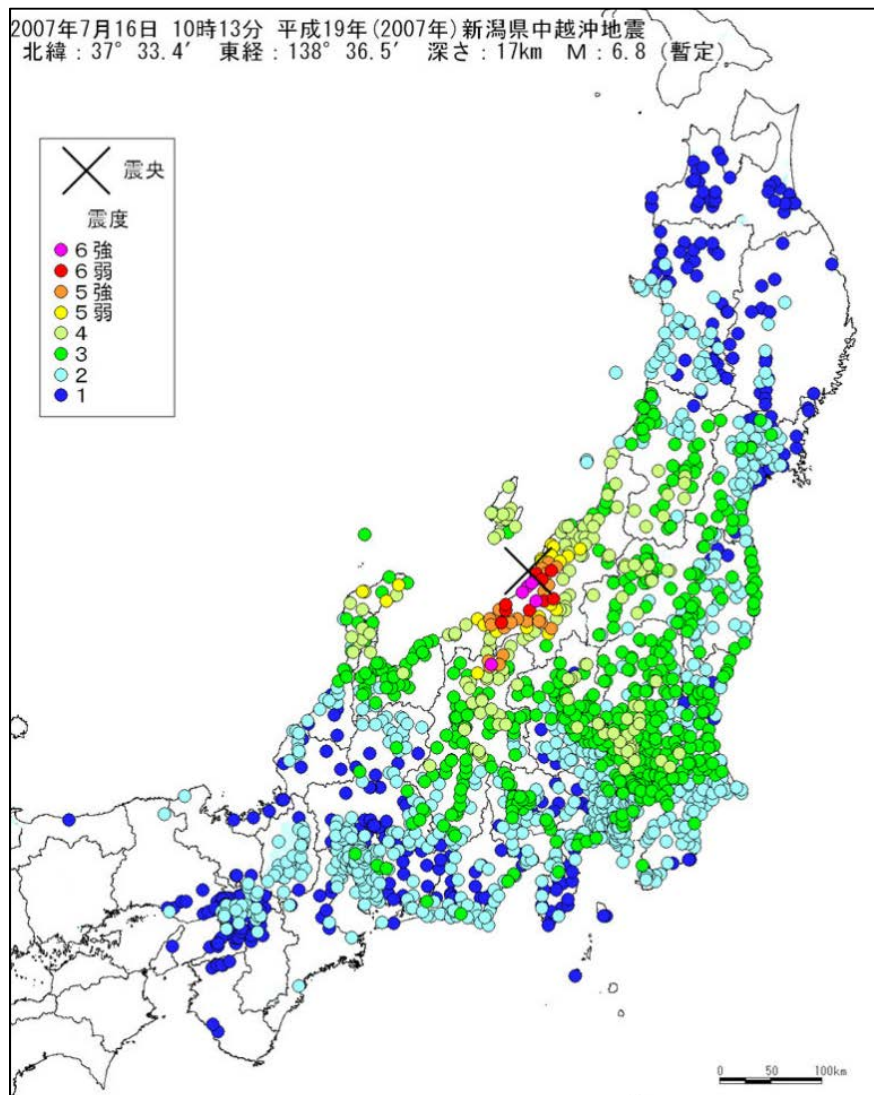 2007年7月16日 10時13分 平成19年(2007年)新潟県中越沖地震
北緯:37° 33.4′ 東経:138° 36.5′ 深さ:17km M:6.8(暫定)
震央
震度
6強
6弱
5強
5弱
4
3
2
1
0 50 100km